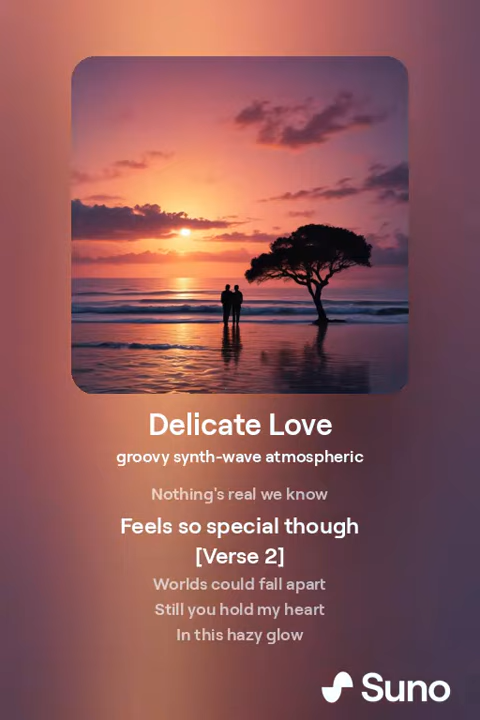 Delicate Love
groovy synth-wave atmospheric
Nothing's real we know
Feels so special though
[Verse 2]
Worlds could fall apart
Still you hold my heart
In this hazy glow
Suno